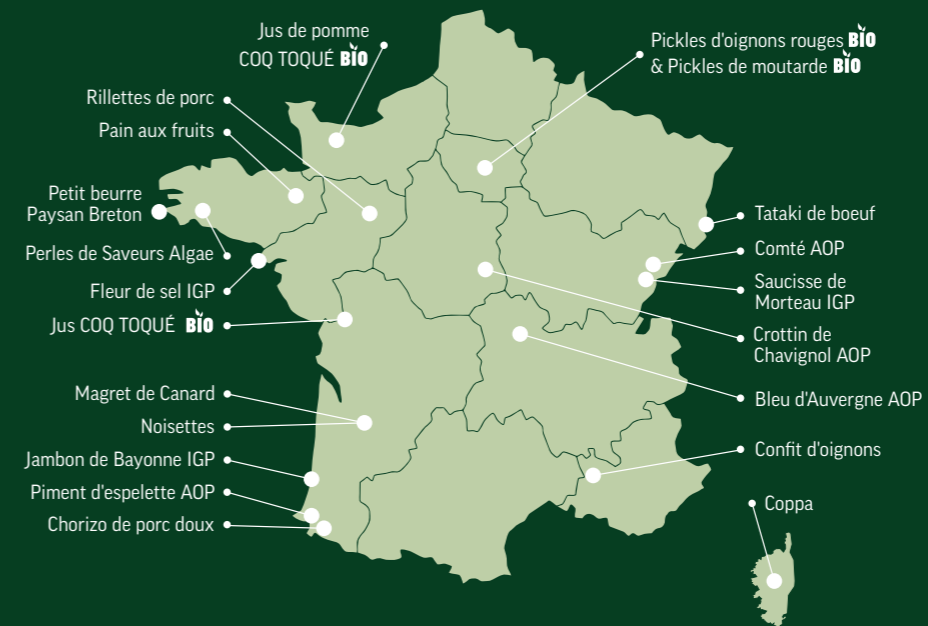 Jus de pomme
COQ TOQUÉ BIO
Pickles d'oignons rouges BIO
& Pickles de moutarde BIO
Rillettes de porc
Pain aux fruits
Petit beurre
Paysan Breton
Perles de Saveurs Algae
Fleur de sel IGP
Jus COQ TOQUÉ BIO
Magret de Canard
Noisettes
Jambon de Bayonne IGP
Piment d'espelette AOP
Chorizo de porc doux
Tataki de boeuf
Comté AOP
Saucisse de
Morteau IGP
Crottin de
Chavignol AOP
Bleu d'Auvergne AOP
Confit d'oignons
Coppa